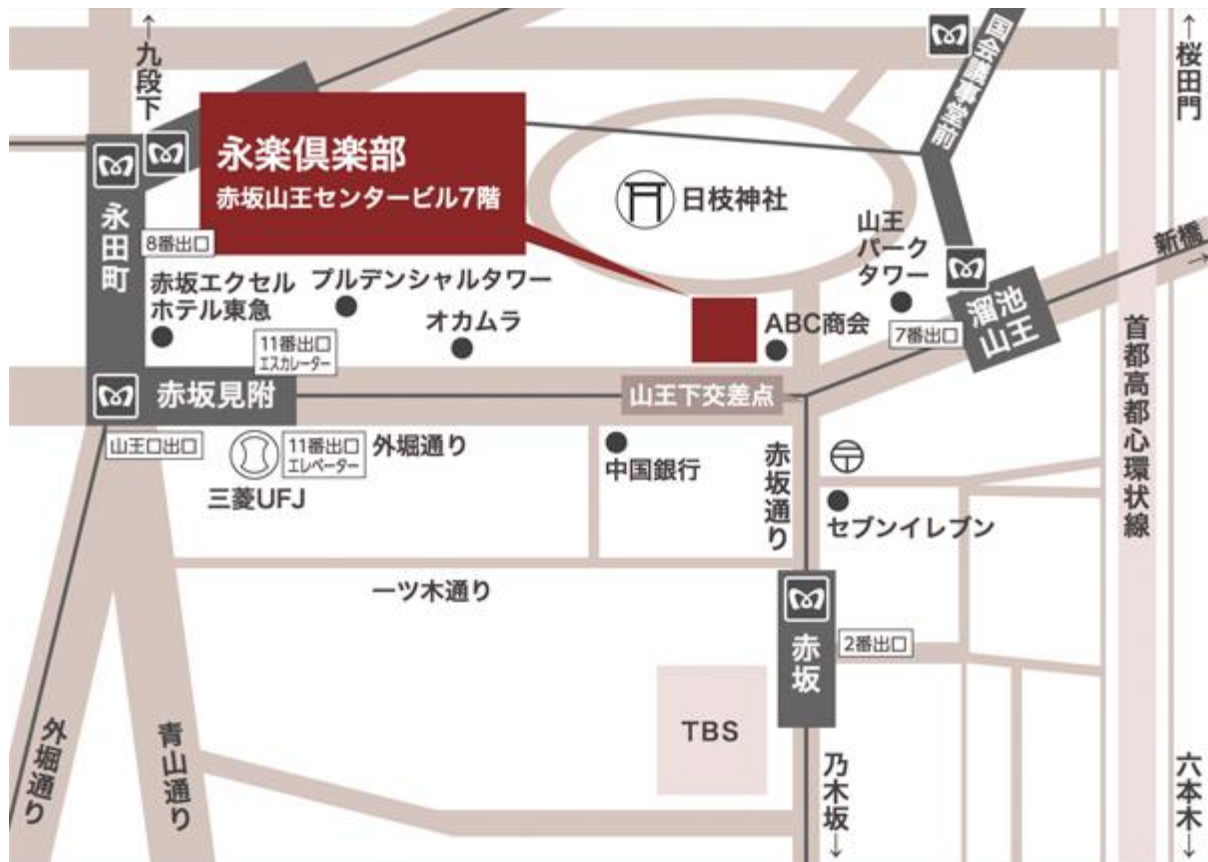 ↑九段下
国会議事堂前
↑桜田門
永楽倶楽部
赤坂山王センタービル7階
永田町
8番出口
日枝神社
山王
パーク
タワー
新橋→
赤坂エクセル
ホテル東急
プルデンシャルタワー
オカムラ
11番出口
エスカレーター
ABC商会
7番出口
溜池
山王
首都高都心環状線
赤坂見附
山王下交差点
山王口出口
三菱UFJ
11番出口
エレベーター
外堀通り
中国銀行
赤坂通り
セブンイレブン
一ツ木通り
赤坂
2番出口
TBS
外堀通り
青山通り
乃木坂↓
六本木↓